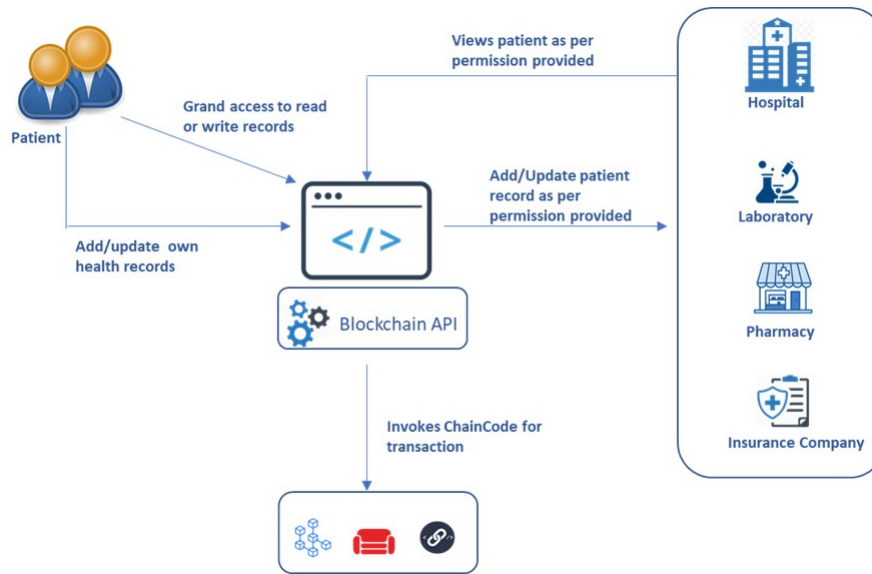 Views patient as per
permission provided
Hospital
Grand access to read
or write records
Patient
Add/Update patient
record as per
permission provided
Laboratory
</>
Add/update own
health records
Blockchain API
Pharmacy
Invokes ChainCode for
transaction
Insurance Company